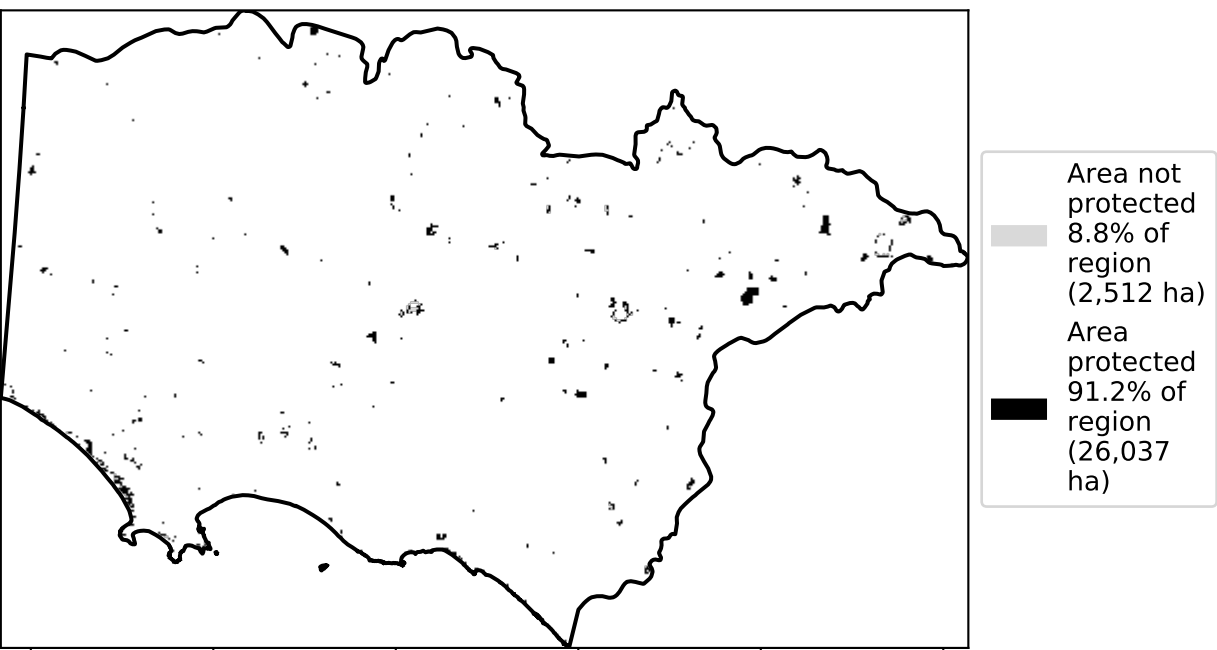 Area not
protected
8.8% of
region
(2,512 ha)
Area
protected
91.2% of
region
(26,037
ha)